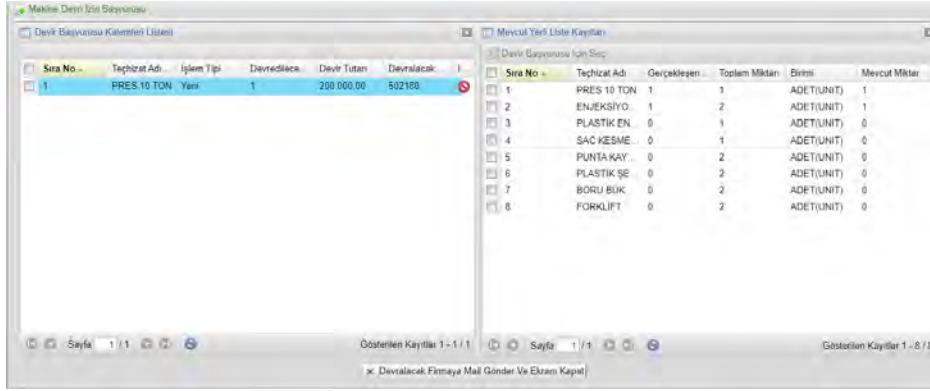 Makine Devri İzin Başvurusu
Devir Başvurusu Kalemleri Listesi
Sıra No Teçhizat Adı... İşlem Tipi Devredilece... Devir Tutarı Devralacak... İ...
1 PRES 10 TON Yeni 1 200.000,00 502180
Sayfa 1 / 1 Gösterilen Kayıtlar 1 - 1 / 1
Mevcut Yerli Liste Kayıtları
Devir Başvurusu İçin Seç
Sıra No Teçhizat Adı Gerçekleşen... Toplam Miktarı Birimi Mevcut Miktar
1 PRES 10 TON 1 1 ADET(UNIT) 1
2 ENJEKSİYO... 1 2 ADET(UNIT) 1
3 PLASTİK EN... 0 1 ADET(UNIT) 0
4 SAC KESME... 0 1 ADET(UNIT) 0
5 PUNTA KAY... 0 2 ADET(UNIT) 0
6 PLASTİK ŞE... 0 2 ADET(UNIT) 0
7 BORU BÜK... 0 2 ADET(UNIT) 0
8 FORKLİFT 0 2 ADET(UNIT) 0
Sayfa 1 / 1 Gösterilen Kayıtlar 1 - 8 / 8
Devralacak Firmaya Mail Gönder Ve Ekranı Kapat